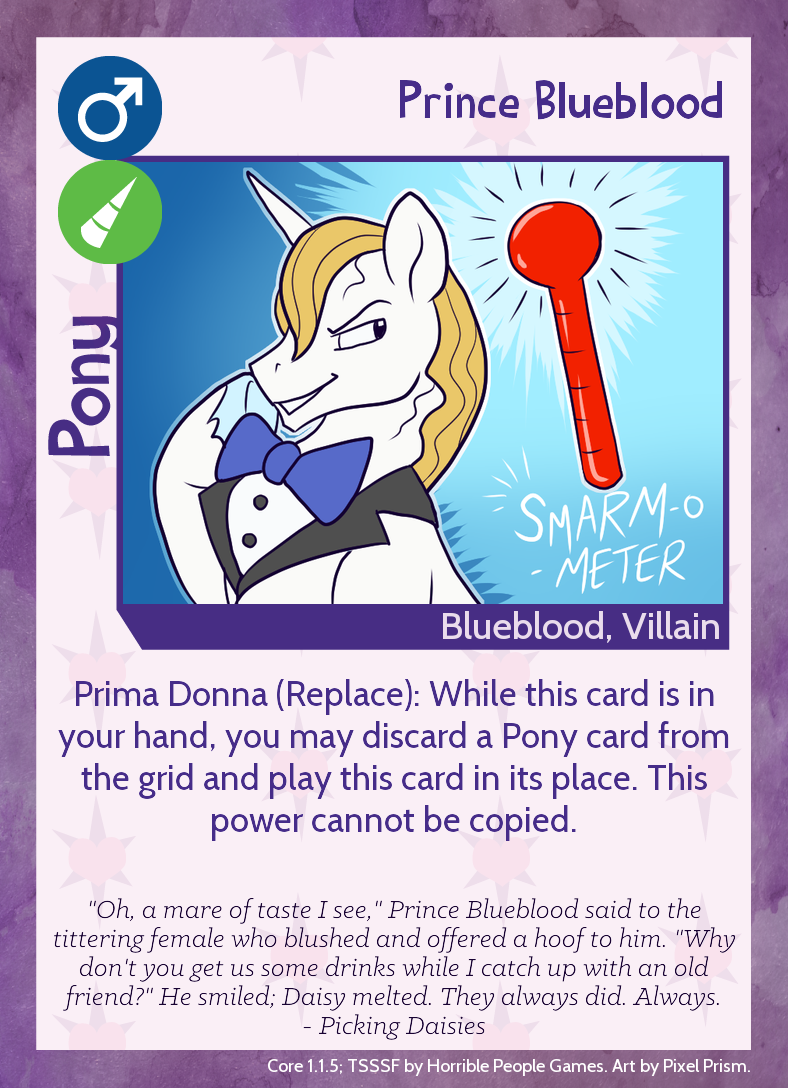 Prince Blueblood
Pony
SMARM-O
-METER
Blueblood, Villain
Prima Donna (Replace): While this card is in
your hand, you may discard a Pony card from
the grid and play this card in its place. This
power cannot be copied.
"Oh, a mare of taste I see," Prince Blueblood said to the
tittering female who blushed and offered a hoof to him. "Why
don't you get us some drinks while I catch up with an old
friend?" He smiled; Daisy melted. They always did. Always.
- Picking Daisies
Core 1.1.5; TSSSF by Horrible People Games. Art by Pixel Prism.